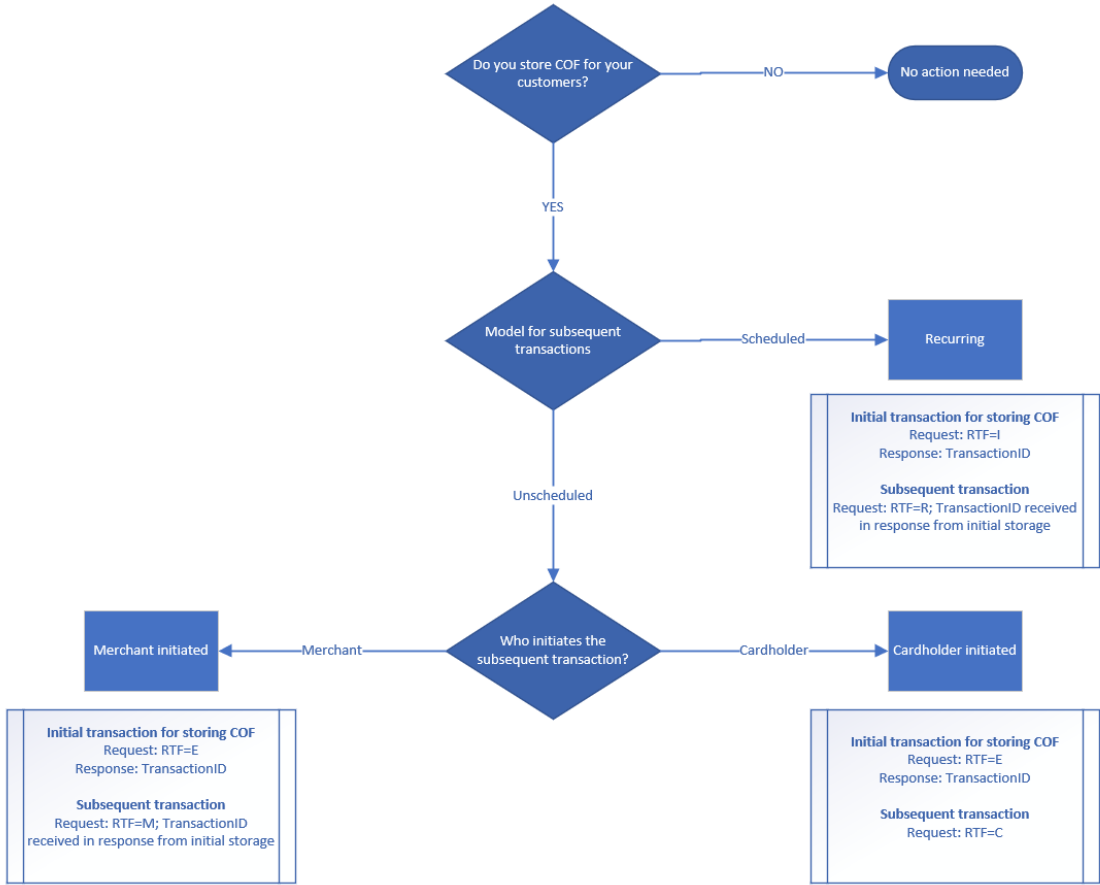 Do you store COF for your
customers?
NO
No action needed
YES
Model for subsequent
transactions
Scheduled
Recurring
Initial transaction for storing COF
Request: RTF=I
Response: TransactionID
Subsequent transaction
Request: RTF=R; TransactionID received
in response from initial storage
Unscheduled
Who initiates the
subsequent transaction?
Merchant
Merchant initiated
Cardholder
Cardholder initiated
Initial transaction for storing COF
Request: RTF=E
Response: TransactionID
Subsequent transaction
Request: RTF=M; TransactionID
received in response from initial storage
Initial transaction for storing COF
Request: RTF=E
Response: TransactionID
Subsequent transaction
Request: RTF=C